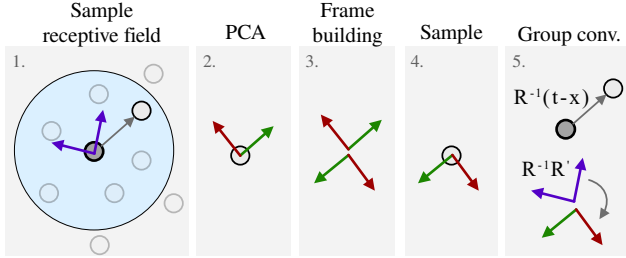 Sample
receptive field
PCA
Frame
building
Sample
Group conv.
1.
2.
3.
4.
5.
R⁻¹(t-x)
R⁻¹R'